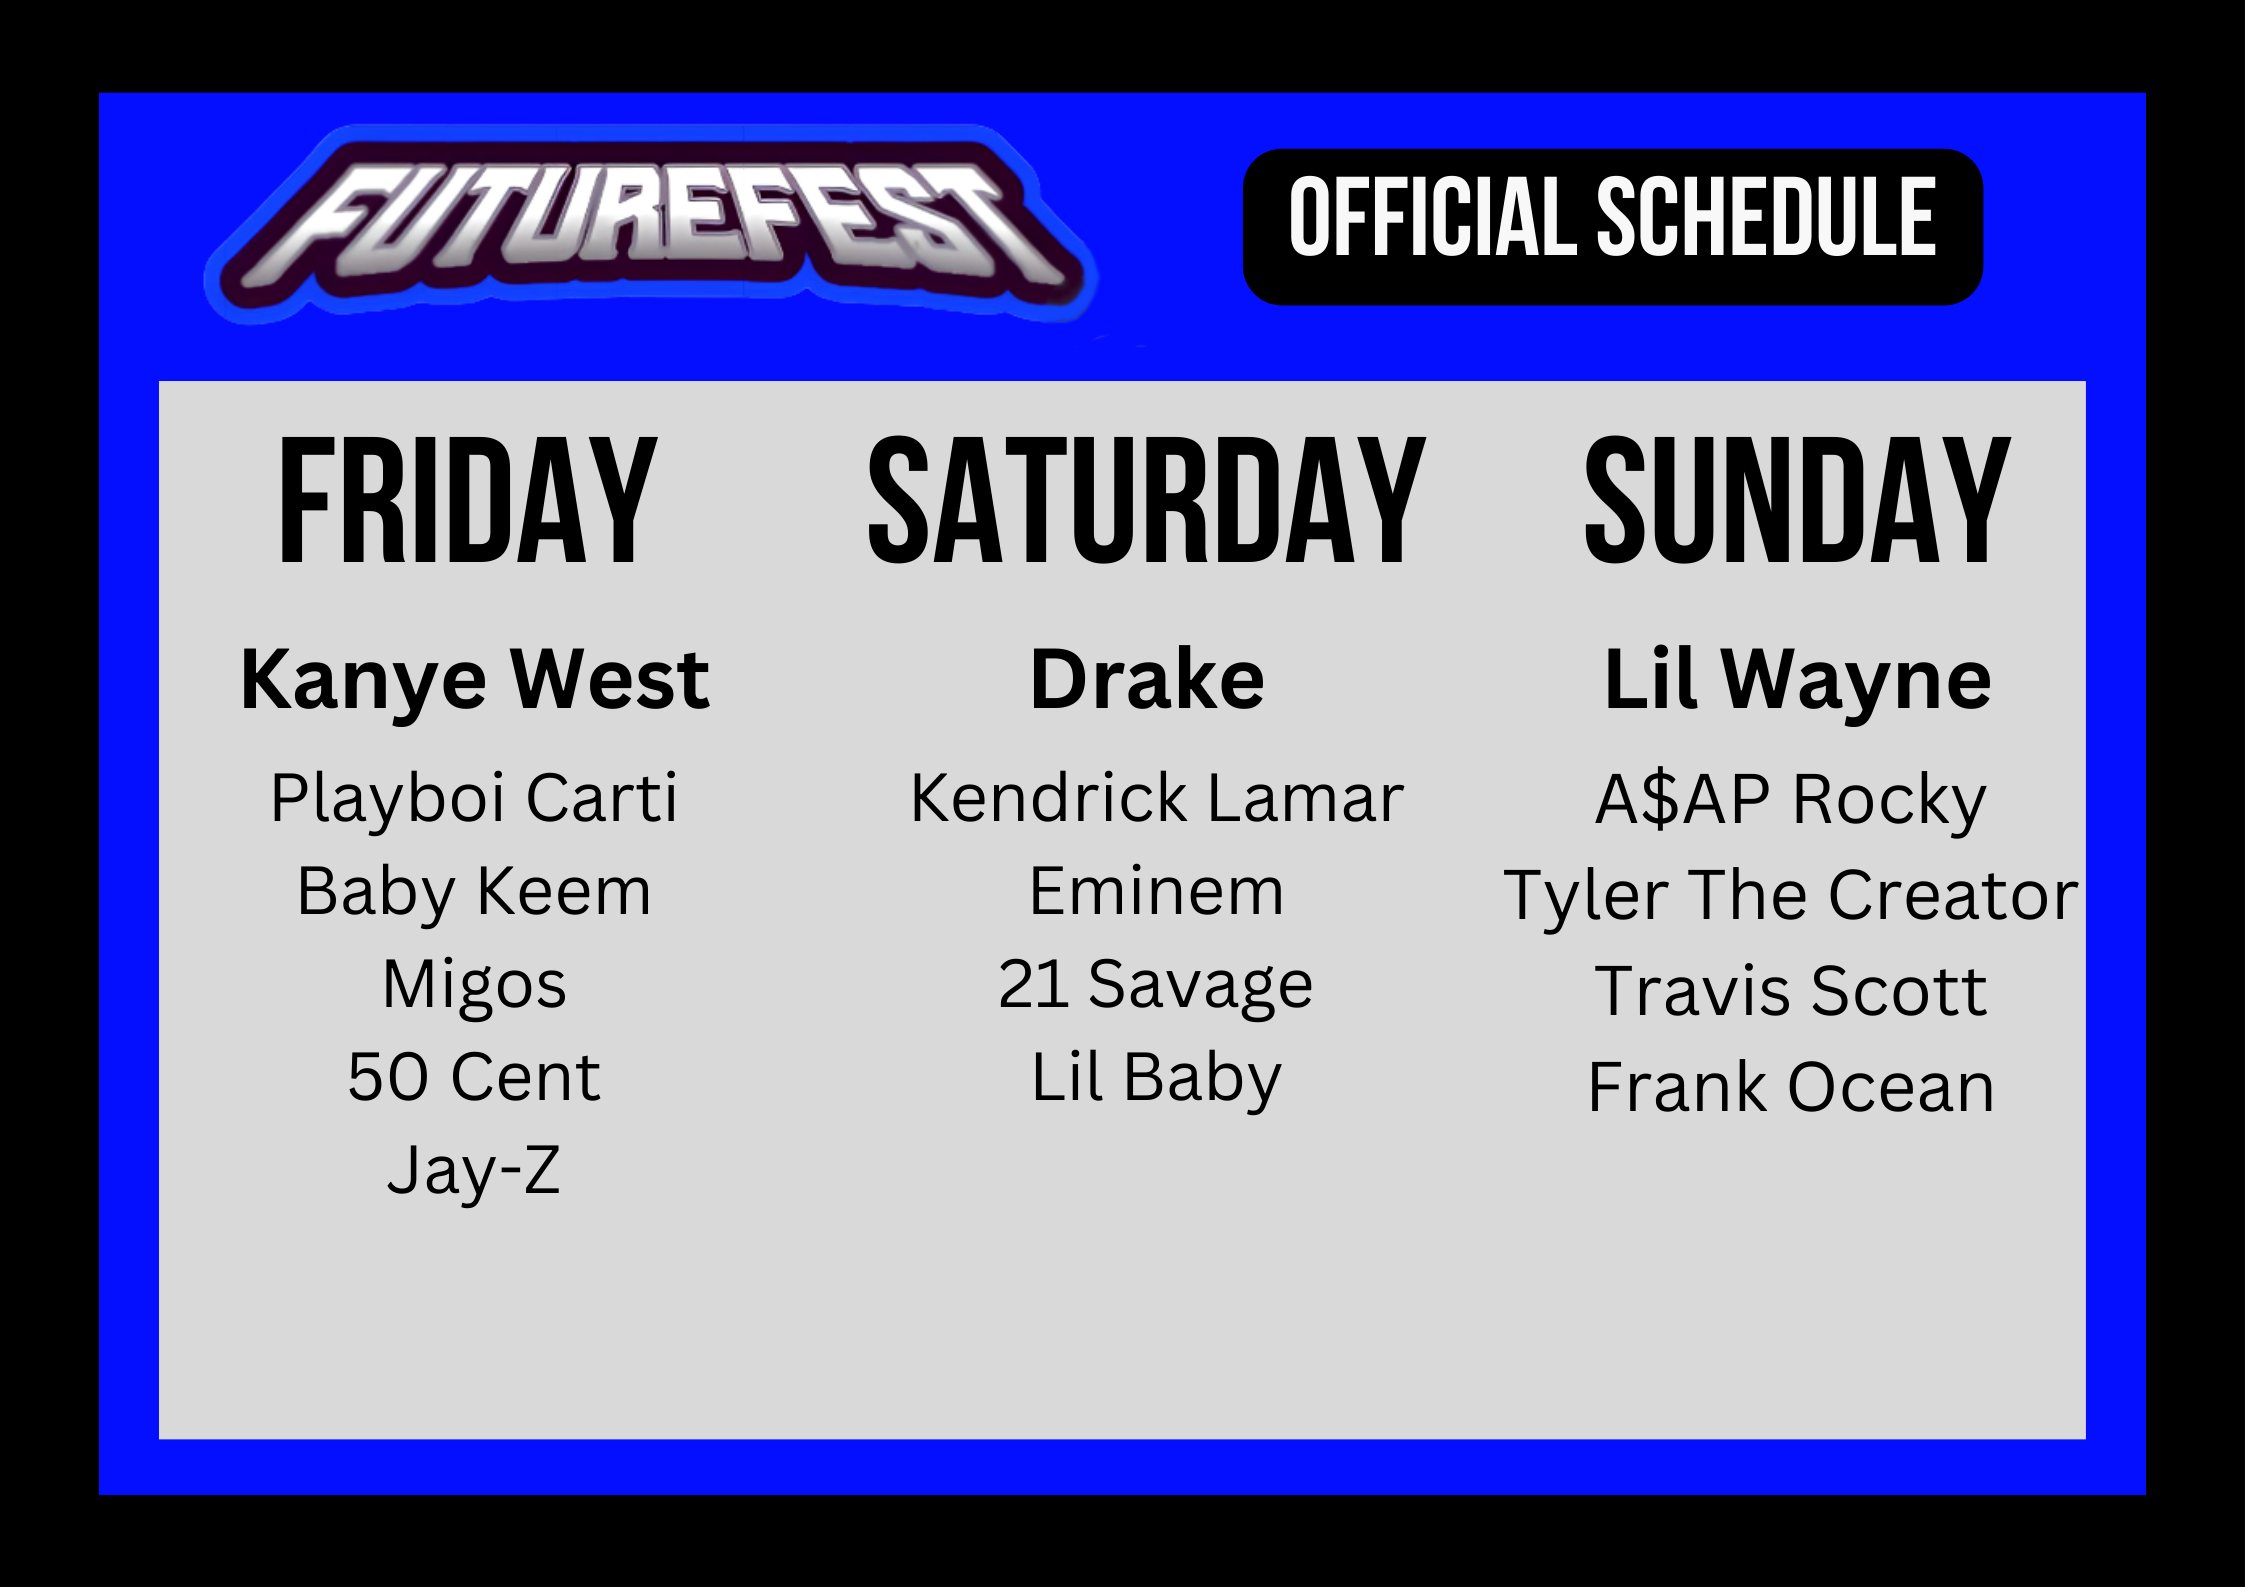 FUTUREFEST
OFFICIAL SCHEDULE
FRIDAY
Kanye West
Playboi Carti
Baby Keem
Migos
50 Cent
Jay-Z
SATURDAY
Drake
Kendrick Lamar
Eminem
21 Savage
Lil Baby
SUNDAY
Lil Wayne
A$AP Rocky
Tyler The Creator
Travis Scott
Frank Ocean